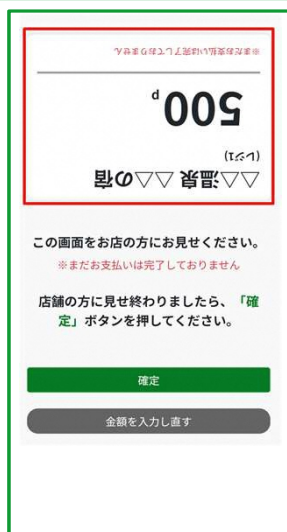 △△温泉 △△の宿
(レジ1)
500 p
※まだお支払いは完了しておりません
この画面をお店の方にお見せください。
※まだお支払いは完了しておりません
店舗の方に見せ終わりましたら、「確
定」ボタンを押してください。
確定
金額を入力し直す